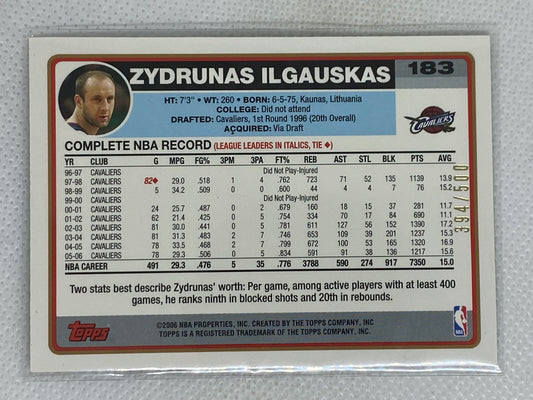 ZYDRUNAS ILGAUSKAS 183
HT: 7'3" • WT: 260 • BORN: 6-5-75, Kaunas, Lithuania
COLLEGE: Did not attend
DRAFTED: Cavaliers, 1st Round 1996 (20th Overall)
ACQUIRED: Via Draft
CAVALIERS
COMPLETE NBA RECORD (LEAGUE LEADERS IN ITALICS, TIE ♦)
YR CLUB G MPG FG% 3PM 3PA FT% REB AST STL BLK PTS AVG
96-97 CAVALIERS Did Not Play-Injured
97-98 CAVALIERS 82♦ 29.0 .518 1 4 .762 723 71 52 135 1139 13.9
98-99 CAVALIERS 5 34.2 .509 0 0 .600 44 4 4 7 76 15.2
99-00 CAVALIERS Did Not Play-Injured
00-01 CAVALIERS 24 25.7 .487 0 2 .679 160 18 15 37 281 11.7
01-02 CAVALIERS 62 21.4 .425 0 5 .754 334 70 17 84 690 11.1
02-03 CAVALIERS 81 30.0 .441 0 5 .781 611 127 56 152 1390 17.2
03-04 CAVALIERS 81 31.3 .483 2 7 .746 653 109 39 201 1237 15.3
04-05 CAVALIERS 78 33.5 .468 2 7 .799 671 100 53 165 1320 16.9
05-06 CAVALIERS 78 29.3 .506 0 5 .834 592 91 38 136 1217 15.6
NBA CAREER 491 29.3 .476 5 35 .776 3788 590 274 917 7350 15.0
394/500
Two stats best describe Zydrunas' worth: Per game, among active players with at least 400
games, he ranks ninth in blocked shots and 20th in rebounds.
Topps
©2006 NBA PROPERTIES, INC. CREATED BY THE TOPPS COMPANY, INC
TOPPS IS A REGISTERED TRADEMARK OF THE TOPPS COMPANY, INC.
NBA